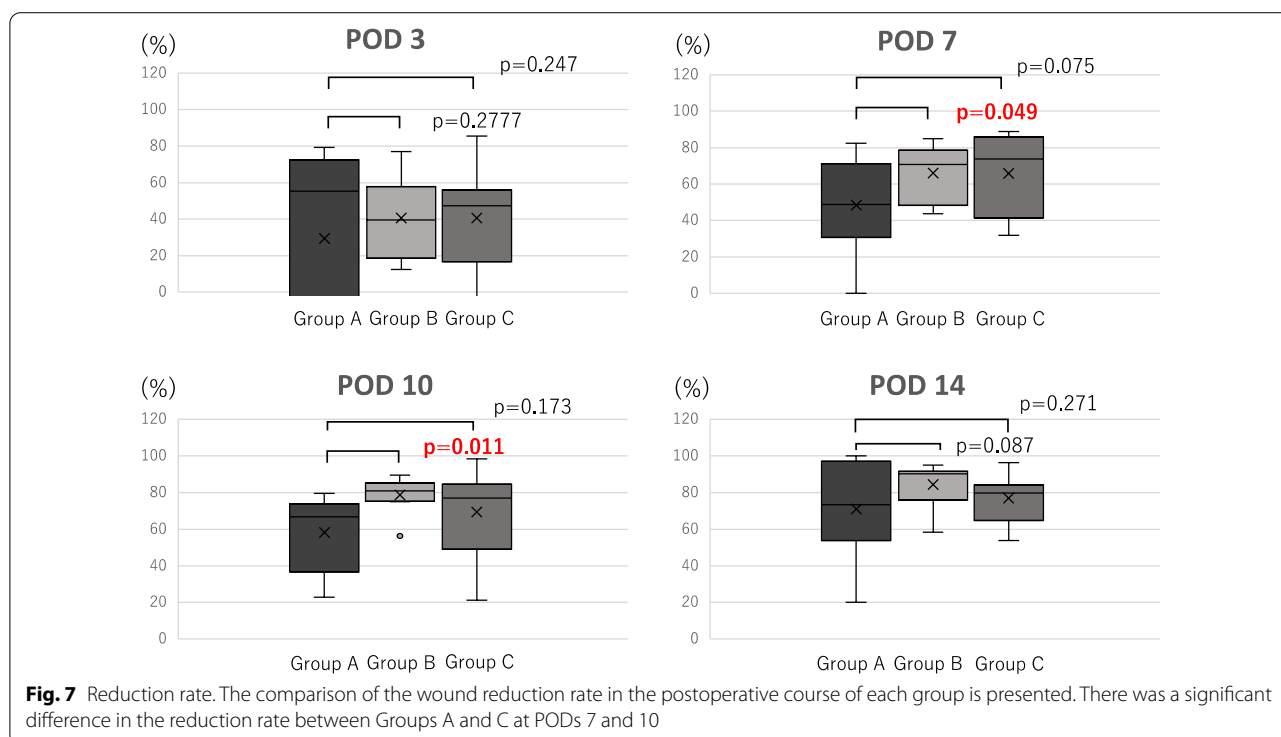 POD 3
(%)
120
100
80
60
40
20
0
p=0.247
p=0.2777
Group A Group B Group C
POD 7
(%)
120
100
80
60
40
20
0
p=0.075
p=0.049
Group A Group B Group C
POD 10
(%)
120
100
80
60
40
20
0
p=0.173
p=0.011
Group A Group B Group C
POD 14
(%)
120
100
80
60
40
20
0
p=0.271
p=0.087
Group A Group B Group C
Fig. 7 Reduction rate. The comparison of the wound reduction rate in the postoperative course of each group is presented. There was a significant
difference in the reduction rate between Groups A and C at PODs 7 and 10